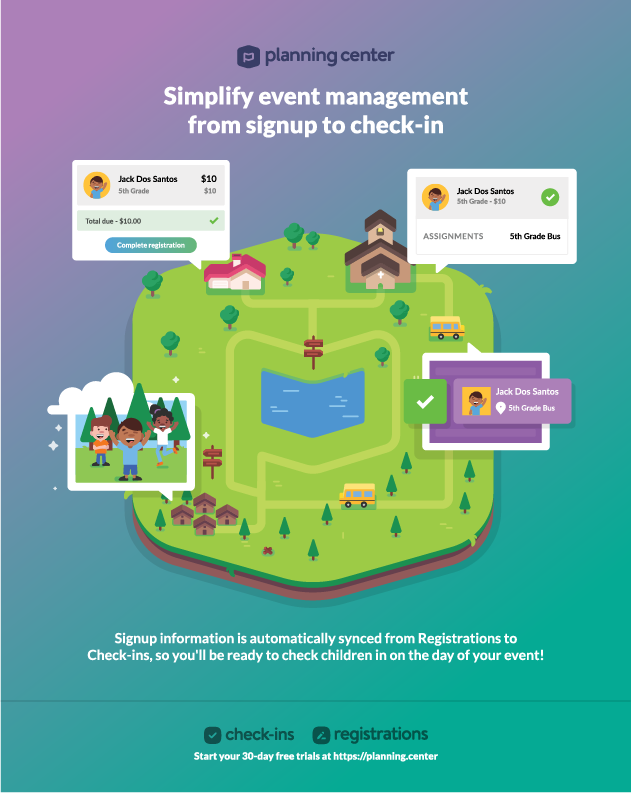 planning center
Simplify event management
from signup to check-in
Jack Dos Santos $10
5th Grade $10
Total due - $10.00
Complete registration
Jack Dos Santos
5th Grade - $10
ASSIGNMENTS 5th Grade Bus
Jack Dos Santos
5th Grade Bus
Signup information is automatically synced from Registrations to
Check-ins, so you'll be ready to check children in on the day of your event!
check-ins registrations
Start your 30-day free trials at https://planning.center